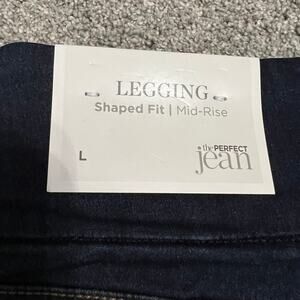 LEGGING
Shaped Fit | Mid-Rise
L
the PERFECT
jean